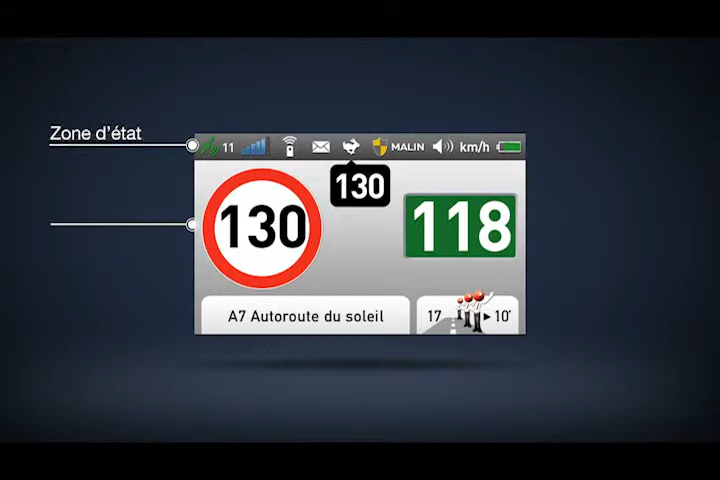 Zone d'état
11 MALIN km/h
130
130
118
A7 Autoroute du soleil
17 10'